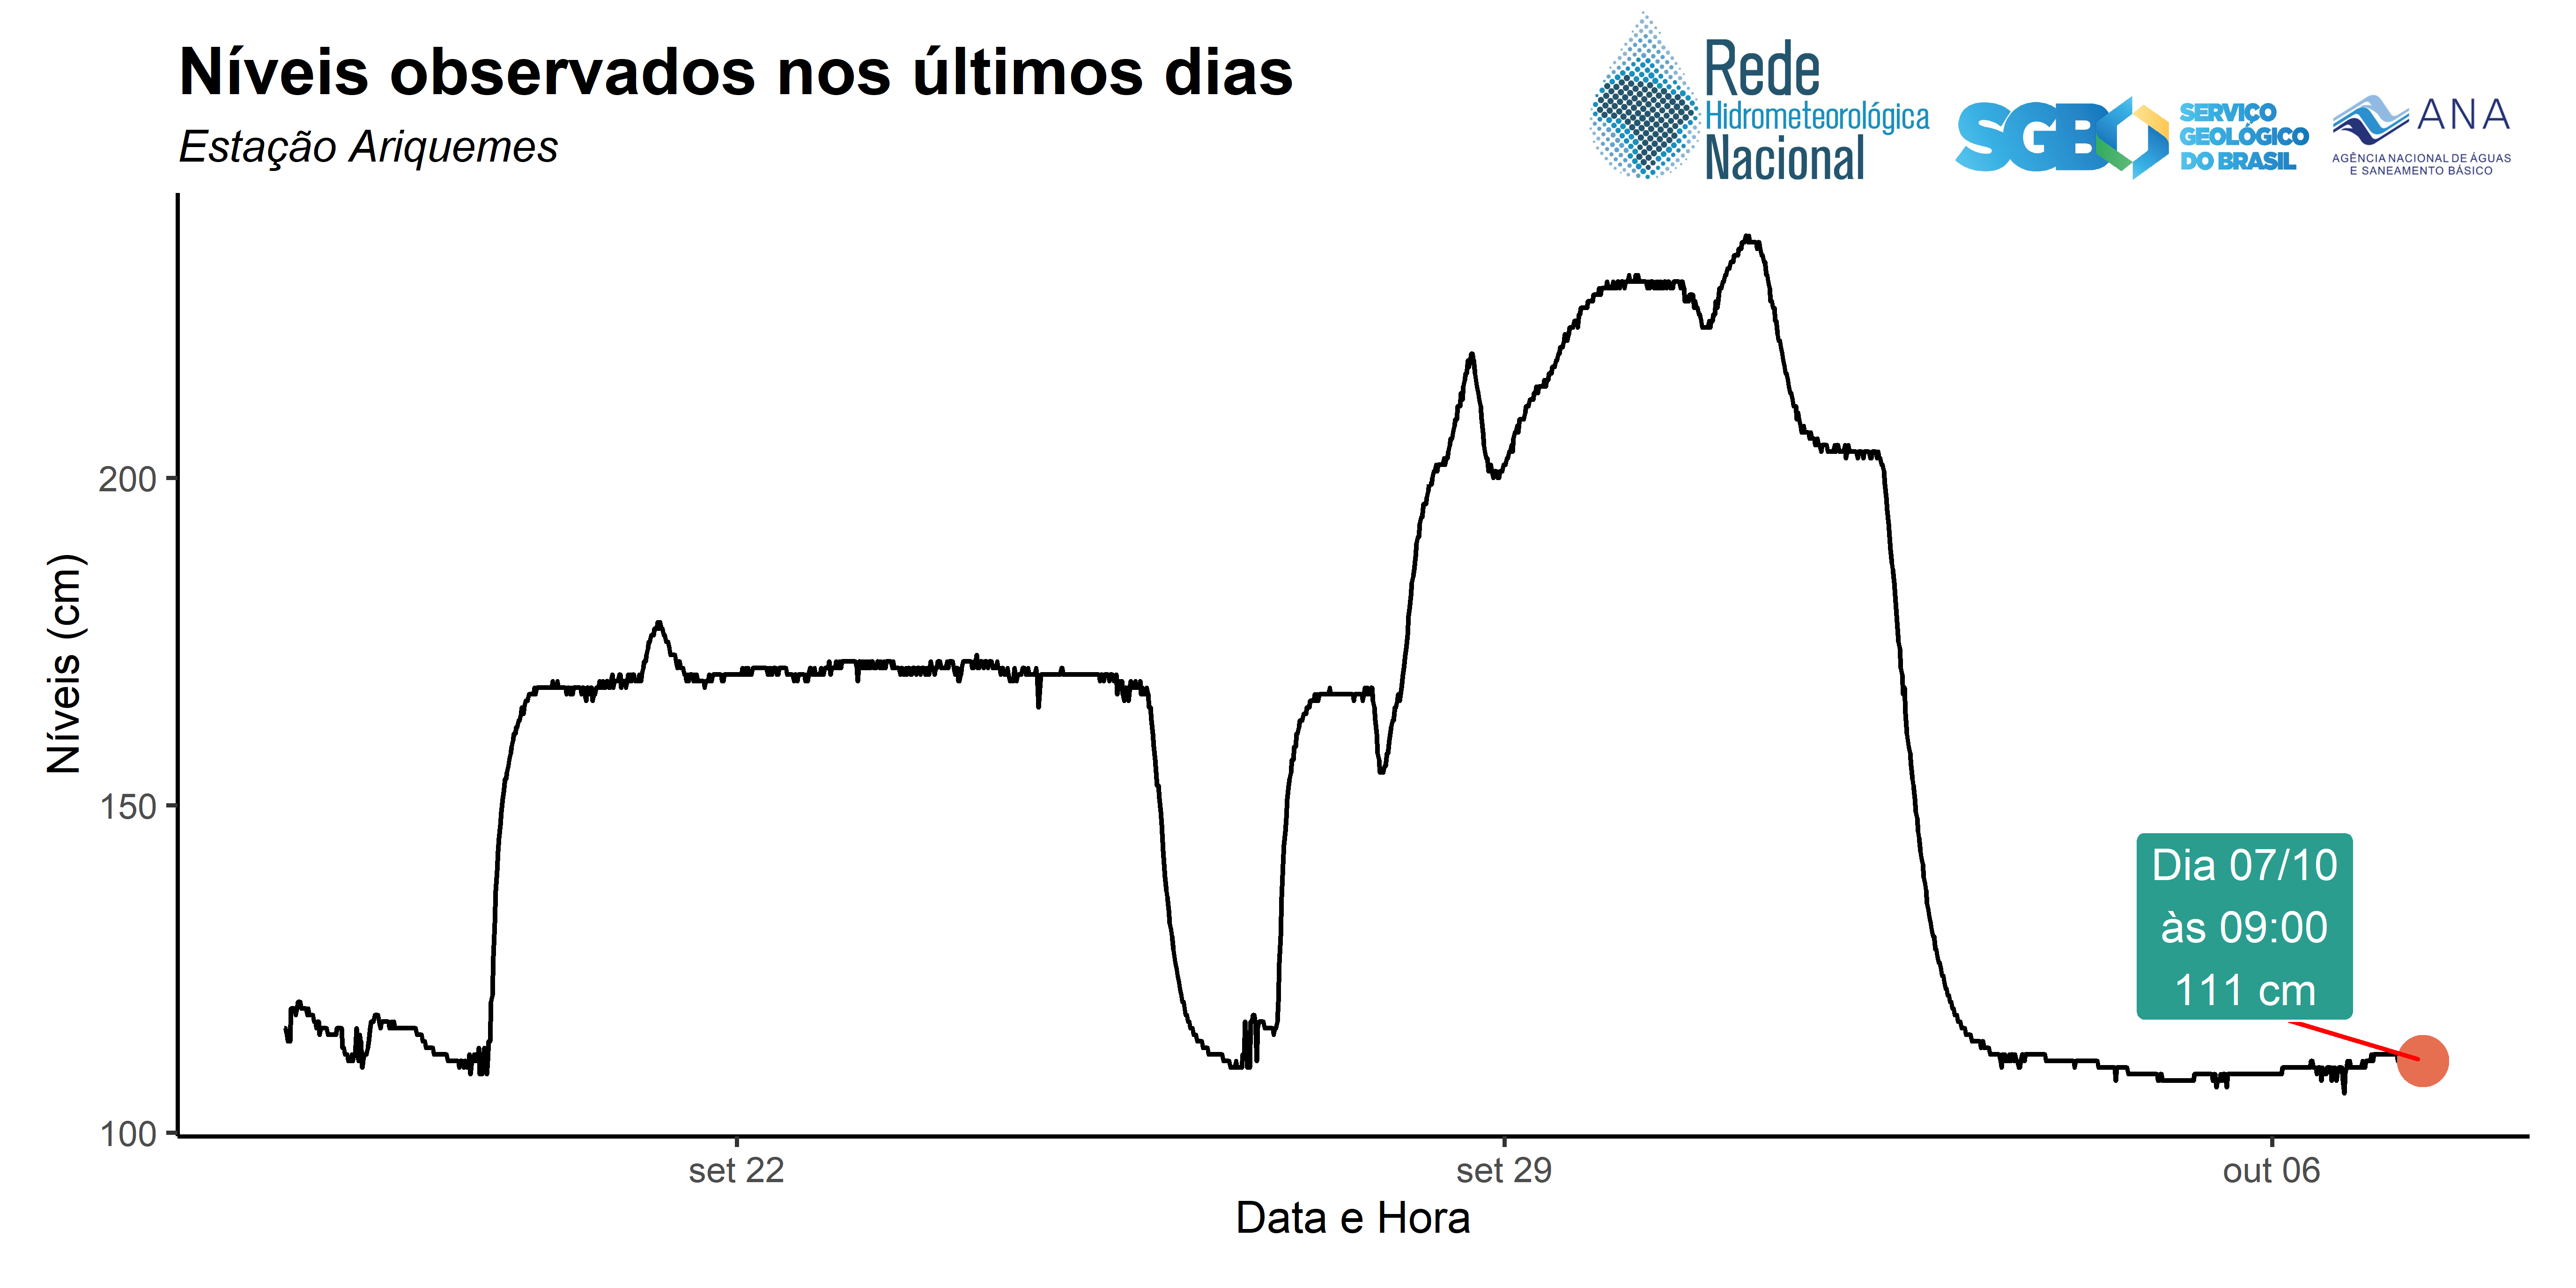 Níveis observados nos últimos dias
Estação Ariquemes
Rede
Hidrometeorológica
Nacional
SGB
SERVIÇO
GEOLÓGICO
DO BRASIL
ANA
AGÊNCIA NACIONAL DE ÁGUAS
E SANEAMENTO BÁSICO
Níveis (cm)
200
150
100
Dia 07/10
às 09:00
111 cm
set 22
set 29
out 06
Data e Hora